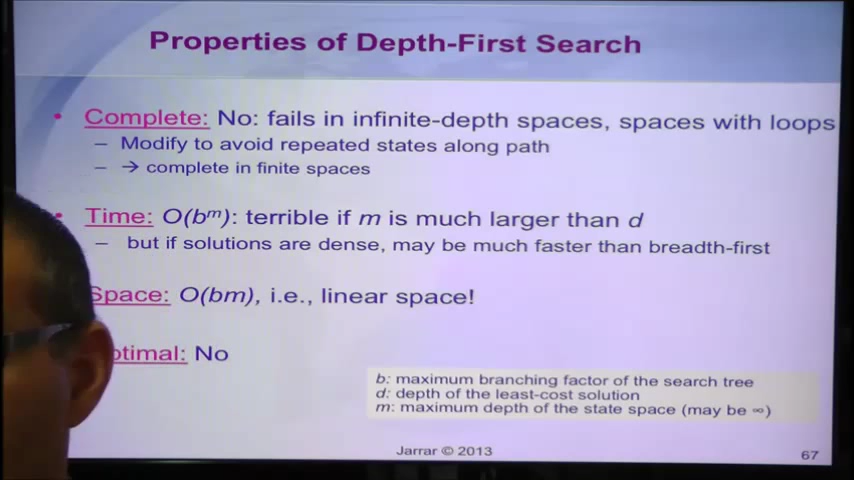 Properties of Depth-First Search
• Complete: No: fails in infinite-depth spaces, spaces with loops
– Modify to avoid repeated states along path
– → complete in finite spaces
• Time: O(bᵐ): terrible if m is much larger than d
– but if solutions are dense, may be much faster than breadth-first
Space: O(bm), i.e., linear space!
ptimal: No
b: maximum branching factor of the search tree
d: depth of the least-cost solution
m: maximum depth of the state space (may be ∞)
Jarrar © 2013
67